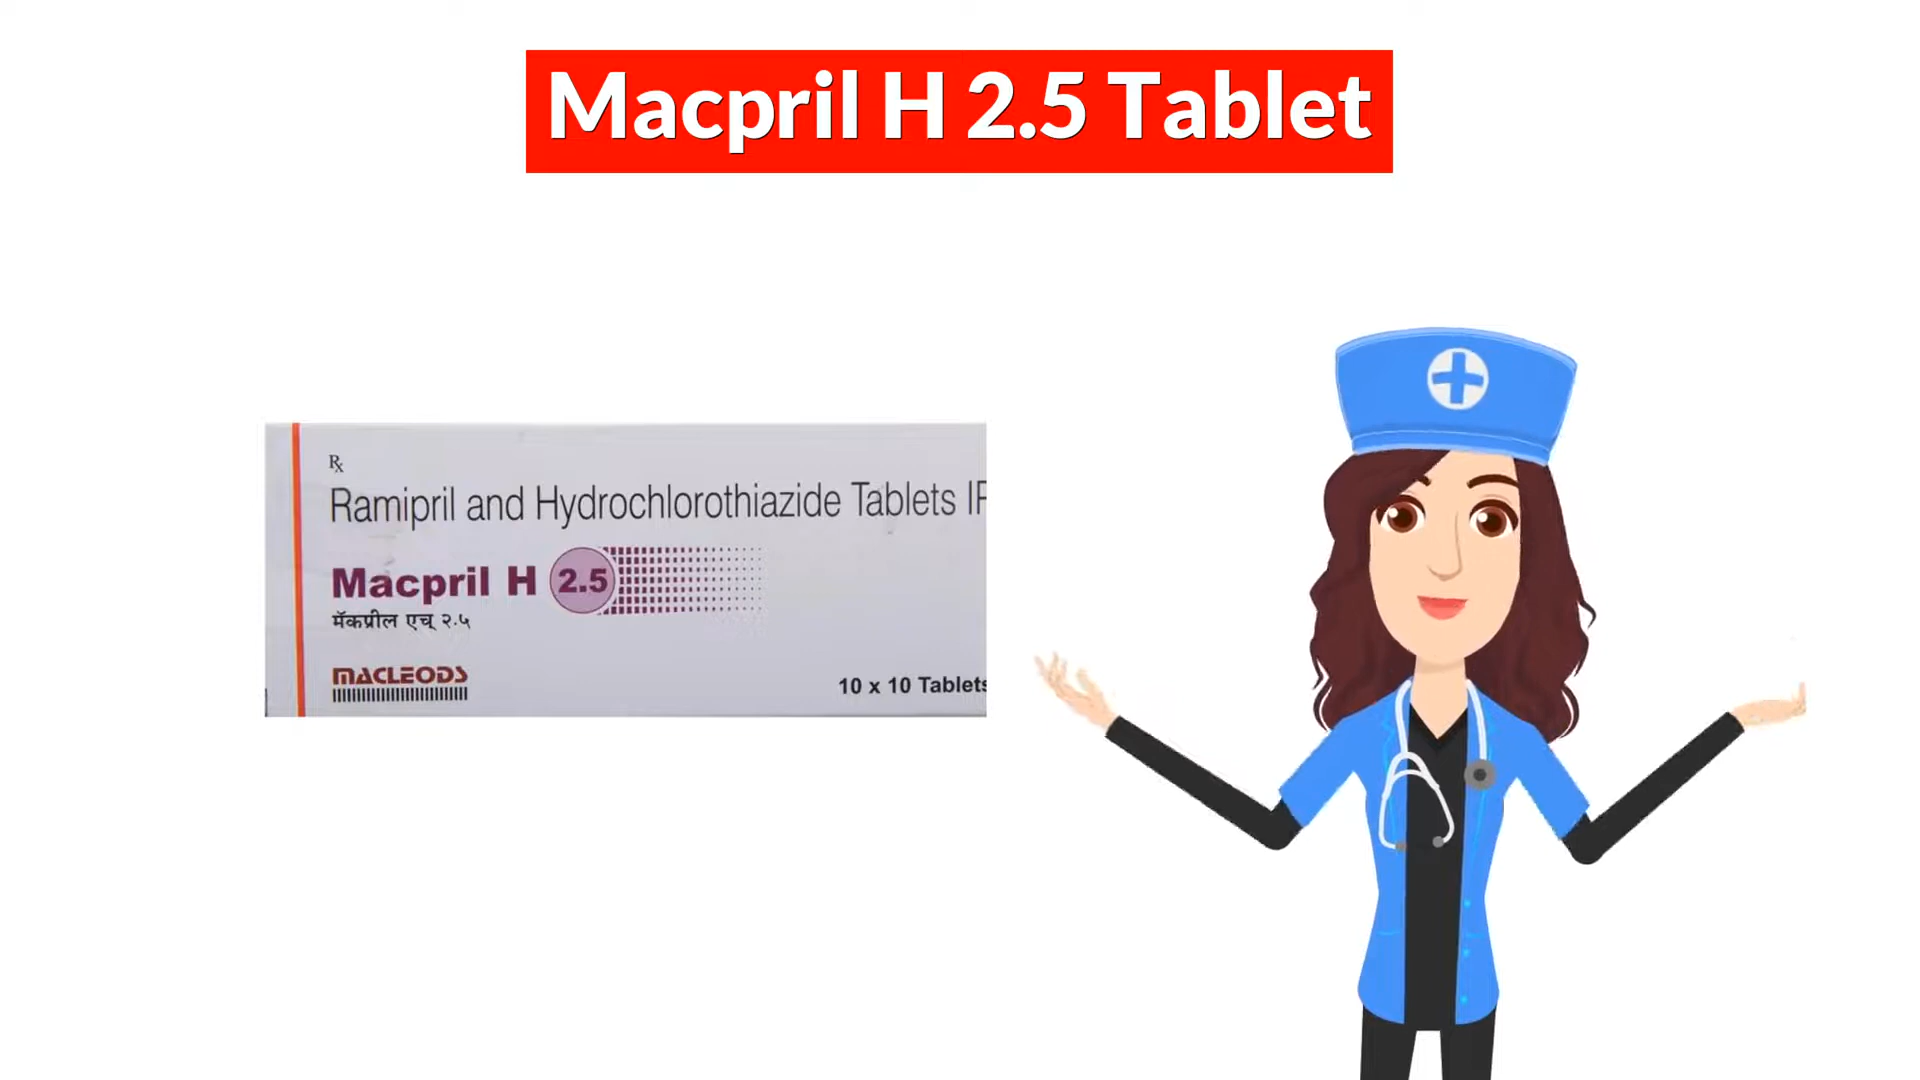 Macpril H 2.5 Tablet
Rx
Ramipril and Hydrochlorothiazide Tablets
Macpril H 2.5
मॅकप्रील एच् २.५
MACLEODS
10 x 10 Tablets